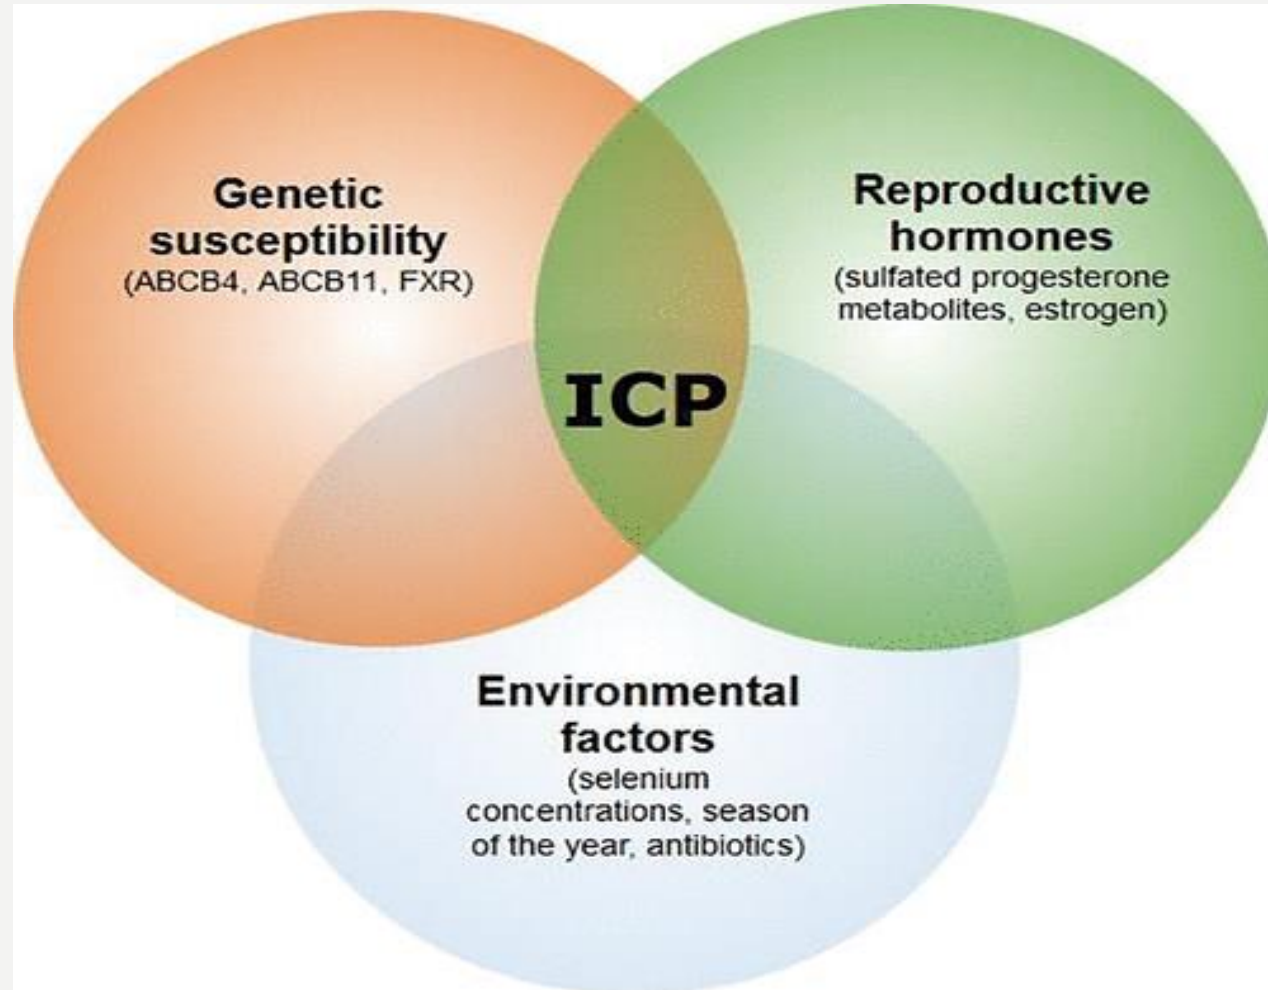 Genetic
susceptibility
(ABCB4, ABCB11, FXR)
Reproductive
hormones
(sulfated progesterone
metabolites, estrogen)
ICP
Environmental
factors
(selenium
concentrations, season
of the year, antibiotics)